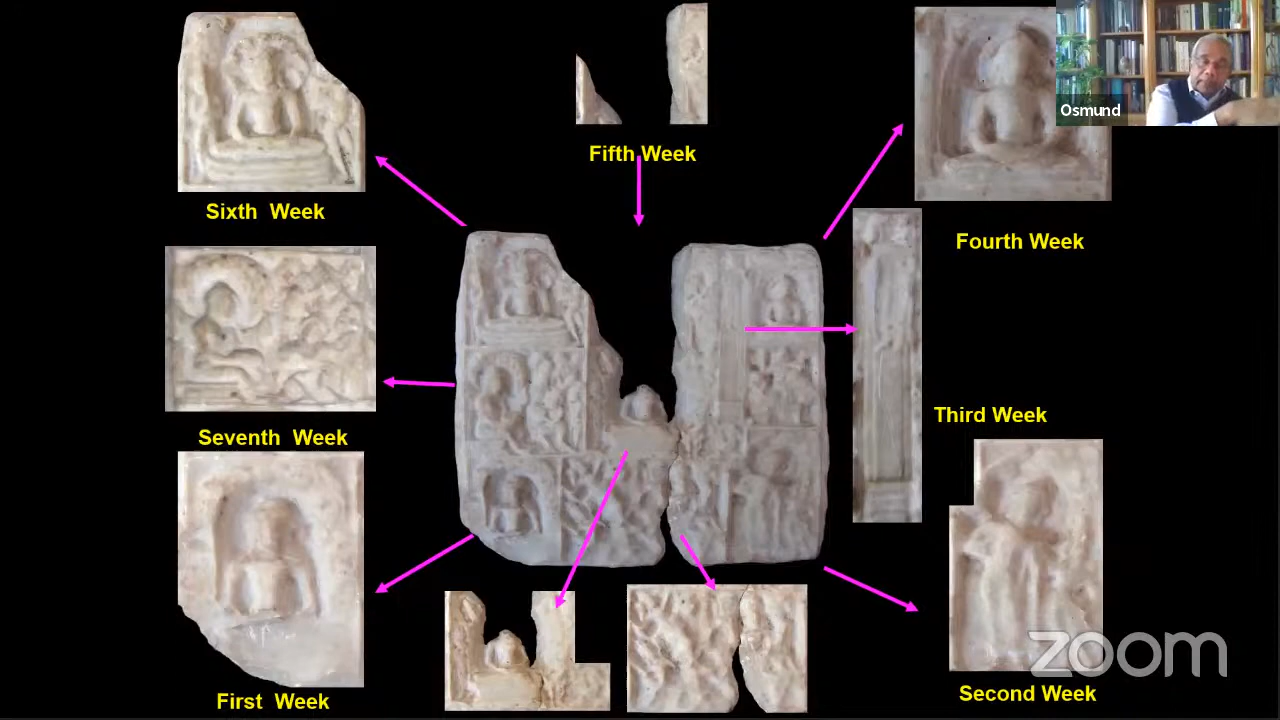 Osmund
Fifth Week
Sixth Week
Fourth Week
Third Week
Seventh Week
First Week
Second Week
zoom